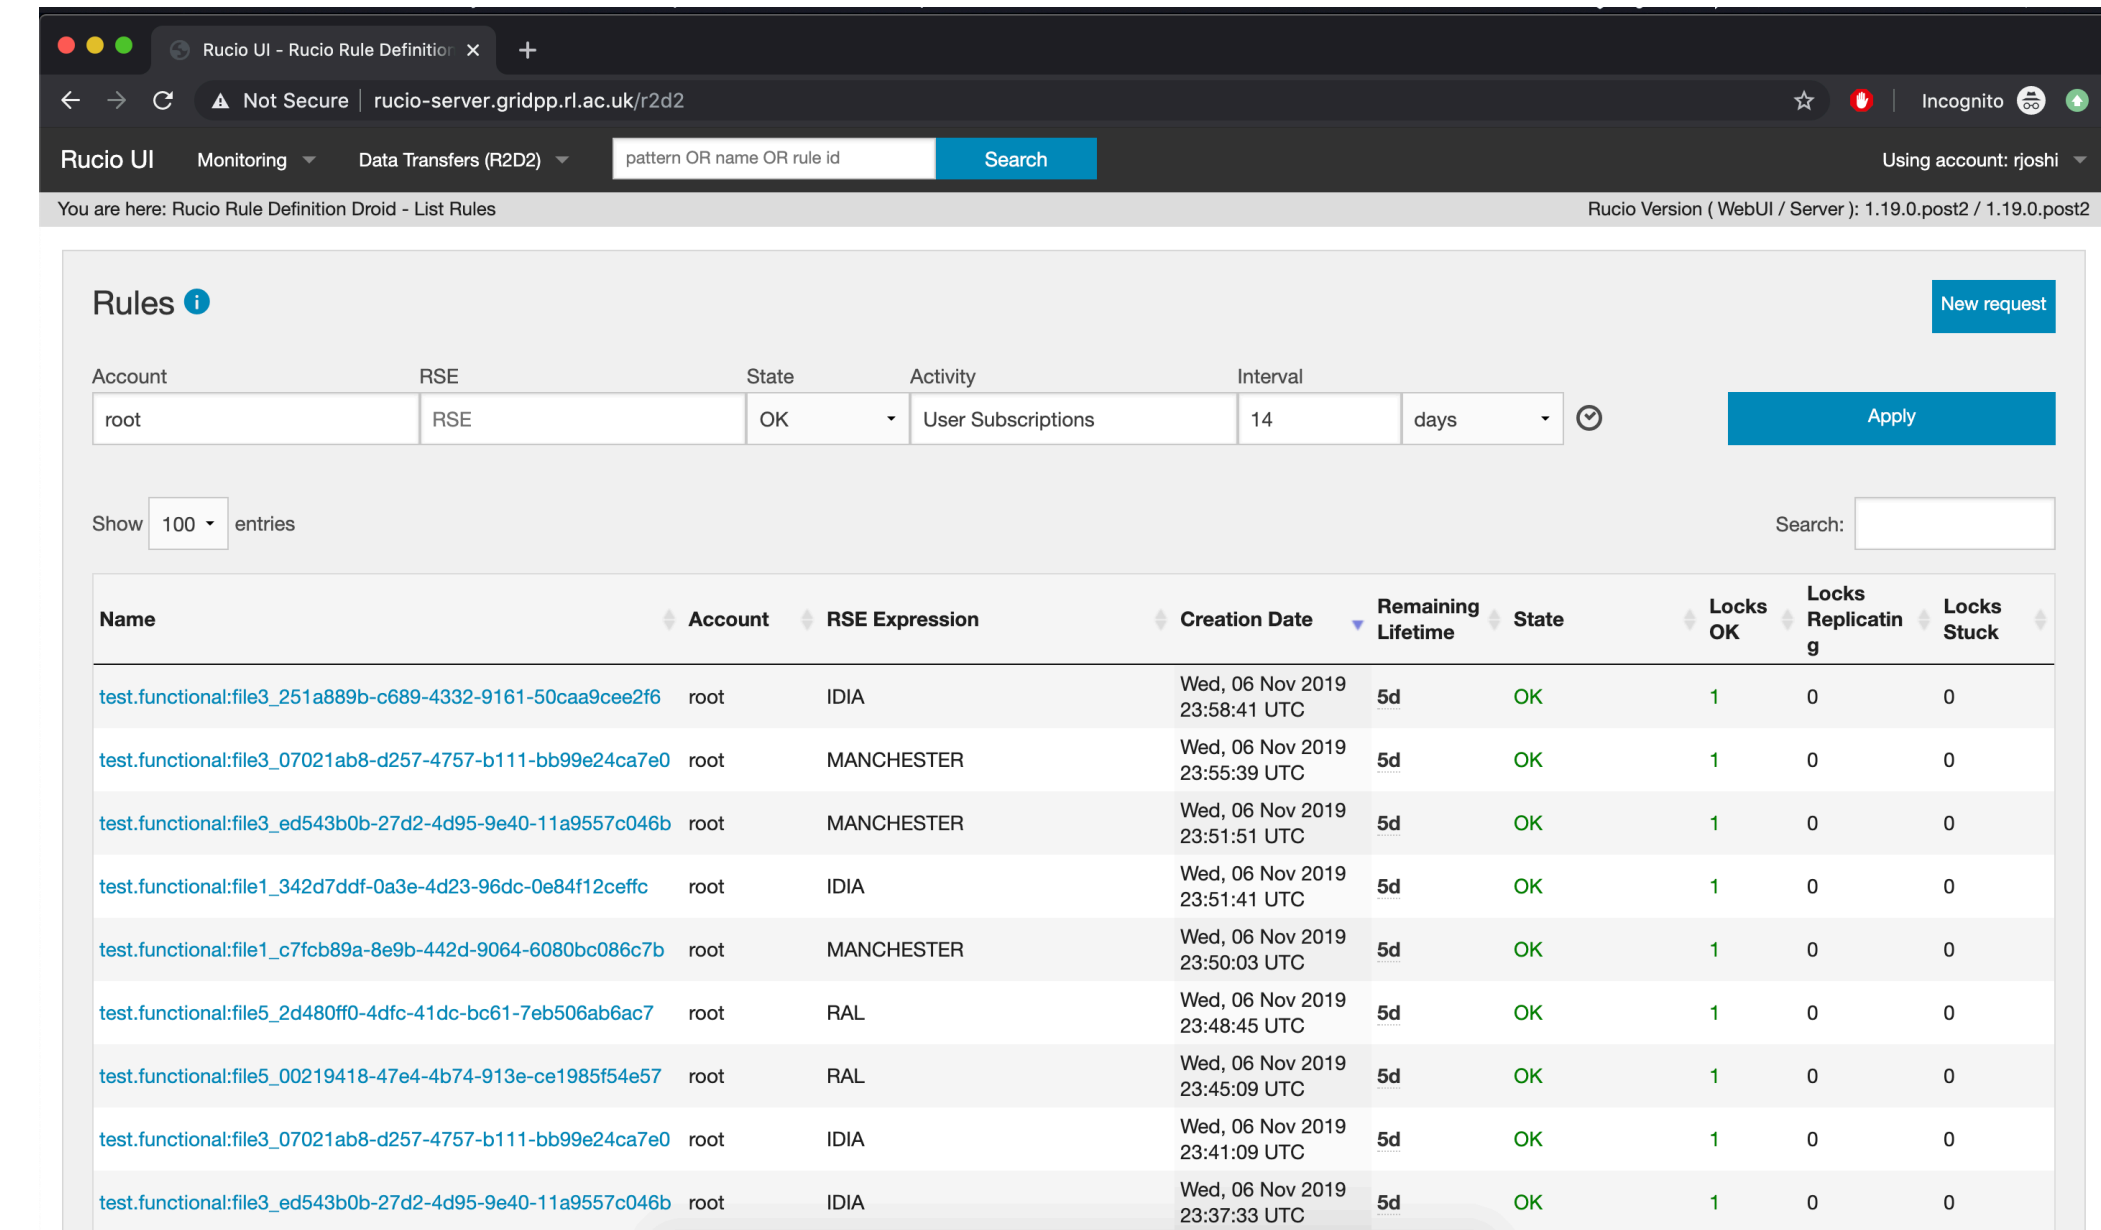 Rucio UI - Rucio Rule Definition
Not Secure rucio-server.gridpp.rl.ac.uk/r2d2 Incognito
Rucio UI Monitoring Data Transfers (R2D2) pattern OR name OR rule id Search Using account: rjoshi
You are here: Rucio Rule Definition Droid - List Rules Rucio Version ( WebUI / Server ): 1.19.0.post2 / 1.19.0.post2
Rules i New request
Account RSE State Activity Interval
root RSE OK User Subscriptions 14 days Apply
Show 100 entries Search:
Name Account RSE Expression Creation Date Remaining Lifetime State Locks OK Locks Replicating Locks Stuck
test.functional:file3_251a889b-c689-4332-9161-50caa9cee2f6 root IDIA Wed, 06 Nov 2019 23:58:41 UTC 5d OK 1 0 0
test.functional:file3_07021ab8-d257-4757-b111-bb99e24ca7e0 root MANCHESTER Wed, 06 Nov 2019 23:55:39 UTC 5d OK 1 0 0
test.functional:file3_ed543b0b-27d2-4d95-9e40-11a9557c046b root MANCHESTER Wed, 06 Nov 2019 23:51:51 UTC 5d OK 1 0 0
test.functional:file1_342d7ddf-0a3e-4d23-96dc-0e84f12ceffc root IDIA Wed, 06 Nov 2019 23:51:41 UTC 5d OK 1 0 0
test.functional:file1_c7fcb89a-8e9b-442d-9064-6080bc086c7b root MANCHESTER Wed, 06 Nov 2019 23:50:03 UTC 5d OK 1 0 0
test.functional:file5_2d480ff0-4dfc-41dc-bc61-7eb506ab6ac7 root RAL Wed, 06 Nov 2019 23:48:45 UTC 5d OK 1 0 0
test.functional:file5_00219418-47e4-4b74-913e-ce1985f54e57 root RAL Wed, 06 Nov 2019 23:45:09 UTC 5d OK 1 0 0
test.functional:file3_07021ab8-d257-4757-b111-bb99e24ca7e0 root IDIA Wed, 06 Nov 2019 23:41:09 UTC 5d OK 1 0 0
test.functional:file3_ed543b0b-27d2-4d95-9e40-11a9557c046b root IDIA Wed, 06 Nov 2019 23:37:33 UTC 5d OK 1 0 0